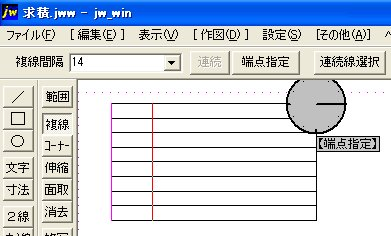 jw 求積.jww - jw_win
ファイル(F) [ 編集(E) ] 表示(V) [ 作図(D) ] 設定(S) [その他(A)] ヘ
複線間隔 14 連続 端点指定 連続線選択
／ 範囲
□ 複線
○ コーナー
【端点指定】
文字 伸縮
寸法 面取
２線 消去